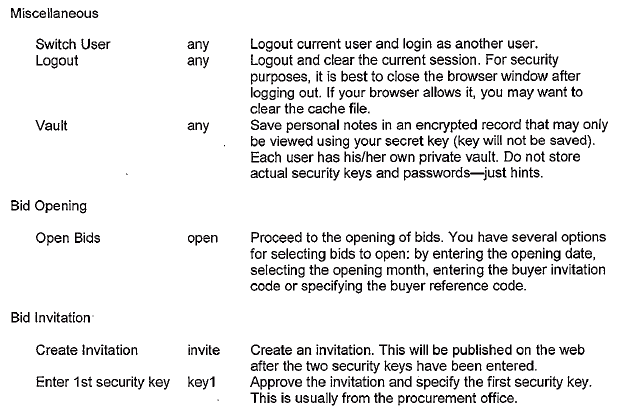 Miscellaneous
Switch User any Logout current user and login as another user.
Logout any Logout and clear the current session. For security
purposes, it is best to close the browser window after
logging out. If your browser allows it, you may want to
clear the cache file.
Vault any Save personal notes in an encrypted record that may only
be viewed using your secret key (key will not be saved).
Each user has his/her own private vault. Do not store
actual security keys and passwords—just hints.
Bid Opening
Open Bids open Proceed to the opening of bids. You have several options
for selecting bids to open: by entering the opening date,
selecting the opening month, entering the buyer invitation
code or specifying the buyer reference code.
Bid Invitation
Create Invitation invite Create an invitation. This will be published on the web
after the two security keys have been entered.
Enter 1st security key key1 Approve the invitation and specify the first security key.
This is usually from the procurement office.